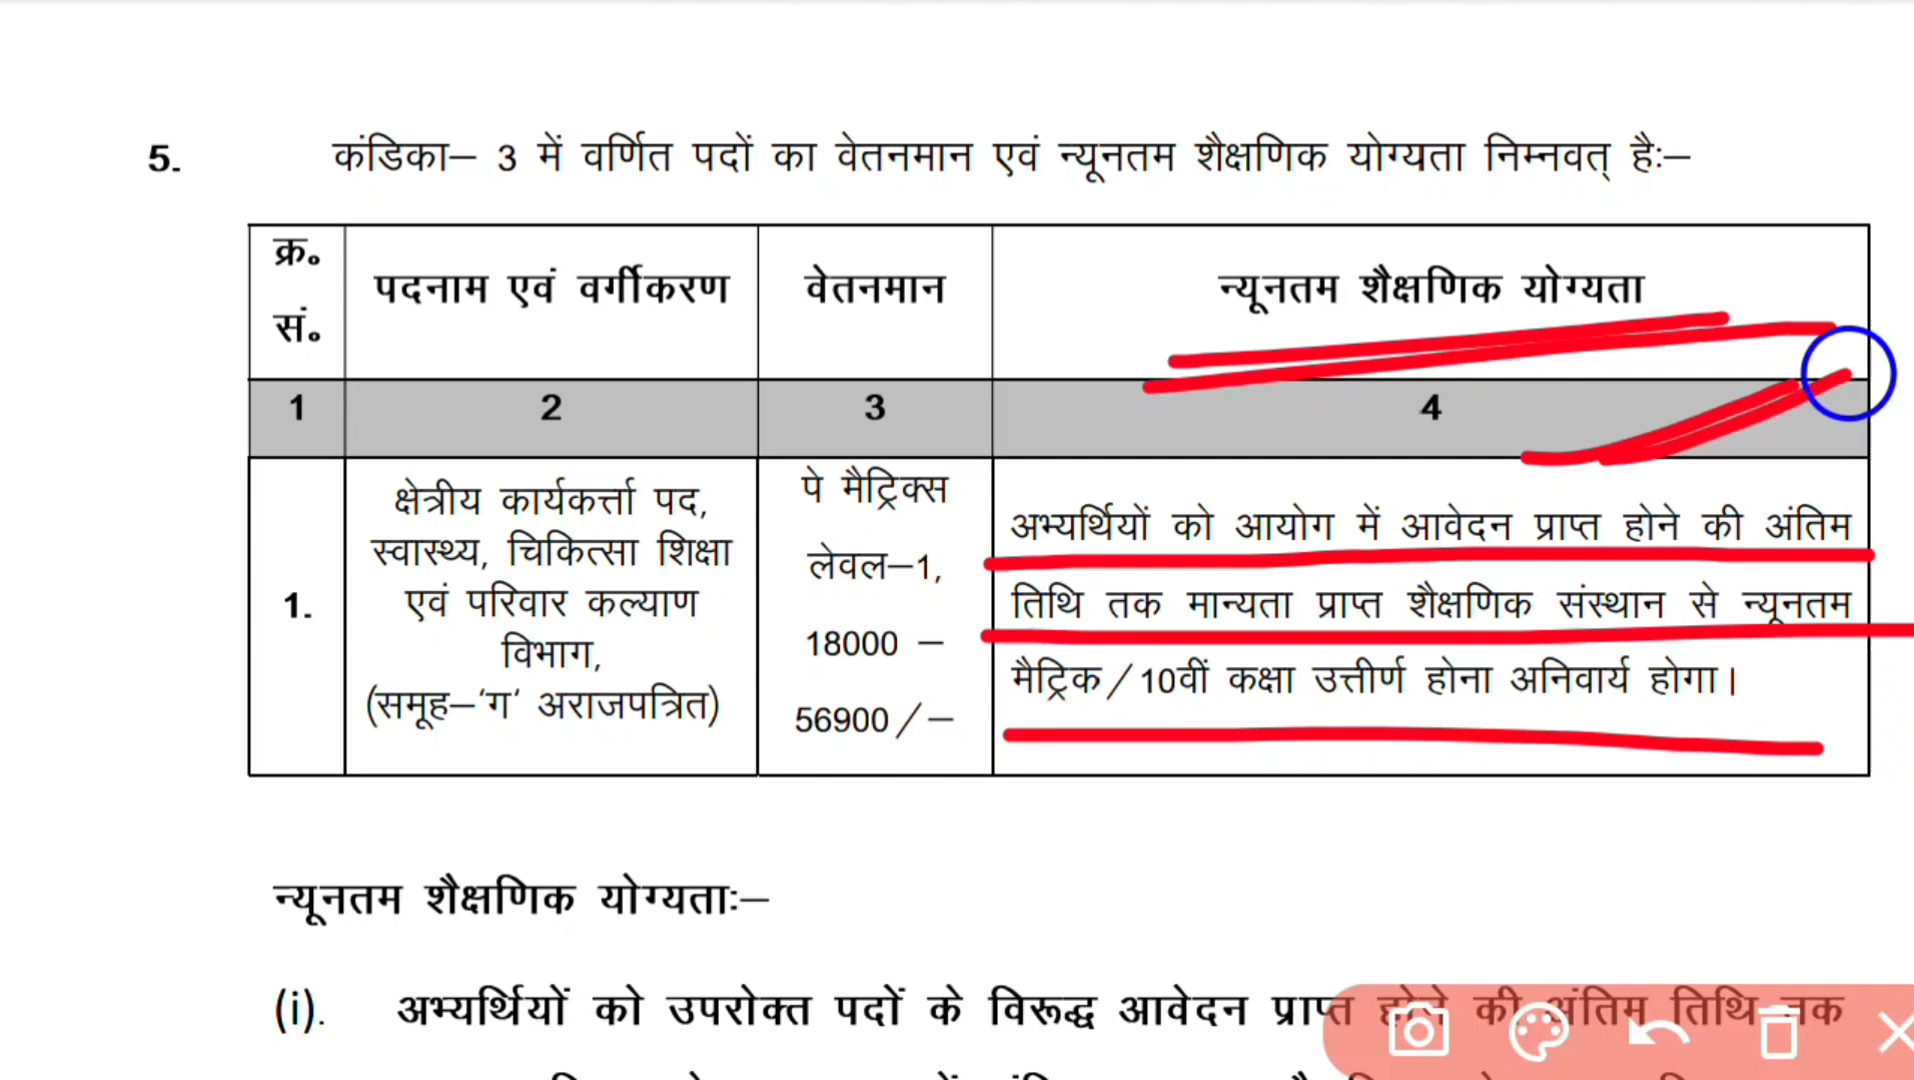 5. कंडिका– 3 में वर्णित पदों का वेतनमान एवं न्यूनतम शैक्षणिक योग्यता निम्नवत् है:–
क्र॰
सं॰
पदनाम एवं वर्गीकरण
वेतनमान
न्यूनतम शैक्षणिक योग्यता
1 2 3 4
1.
क्षेत्रीय कार्यकर्त्ता पद,
स्वास्थ्य, चिकित्सा शिक्षा
एवं परिवार कल्याण
विभाग,
(समूह–‘ग’ अराजपत्रित)
पे मैट्रिक्स
लेवल–1,
18000 –
56900/–
अभ्यर्थियों को आयोग में आवेदन प्राप्त होने की अंतिम
तिथि तक मान्यता प्राप्त शैक्षणिक संस्थान से न्यूनतम
मैट्रिक/10वीं कक्षा उत्तीर्ण होना अनिवार्य होगा।
न्यूनतम शैक्षणिक योग्यता:–
(i). अभ्यर्थियों को उपरोक्त पदों के विरूद्ध आवेदन प्राप्त होने की अंतिम तिथि तक